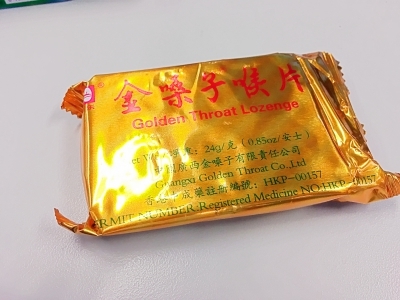 金嗓子喉片
Golden Throat Lozenge
24g/克 (0.85oz/安士)
廣西金嗓子有限責任公司
Guangxi Golden Throat Co.,Ltd
香港中成藥註冊編號: HKP-00157
ERMIT NUMBER:Registered Medicine NO:HKP-00157